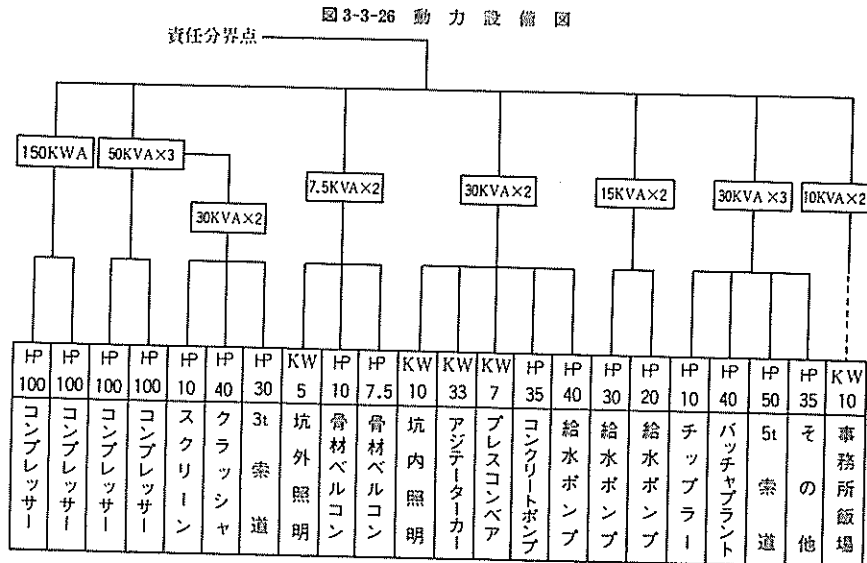 図3-3-26 動力設備図
責任分界点
150KWA
50KVA×3
30KVA×2
7.5KVA×2
30KVA×2
15KVA×2
30KVA×3
10KVA×2
HP 100 コンプレッサー
HP 100 コンプレッサー
HP 100 コンプレッサー
HP 100 コンプレッサー
HP 10 スクリーン
HP 40 クラッシャ
HP 30 3t索道
KW 5 坑外照明
HP 10 骨材ベルコン
HP 7.5 骨材ベルコン
KW 10 坑内照明
KW 33 アジテーターカー
KW 7 プレスコンベア
HP 35 コンクリートポンプ
HP 40 給水ポンプ
HP 30 給水ポンプ
HP 20 給水ポンプ
HP 10 チップラー
HP 40 バッチャプラント
HP 50 5t索道
HP 35 その他
KW 10 事務所飯場